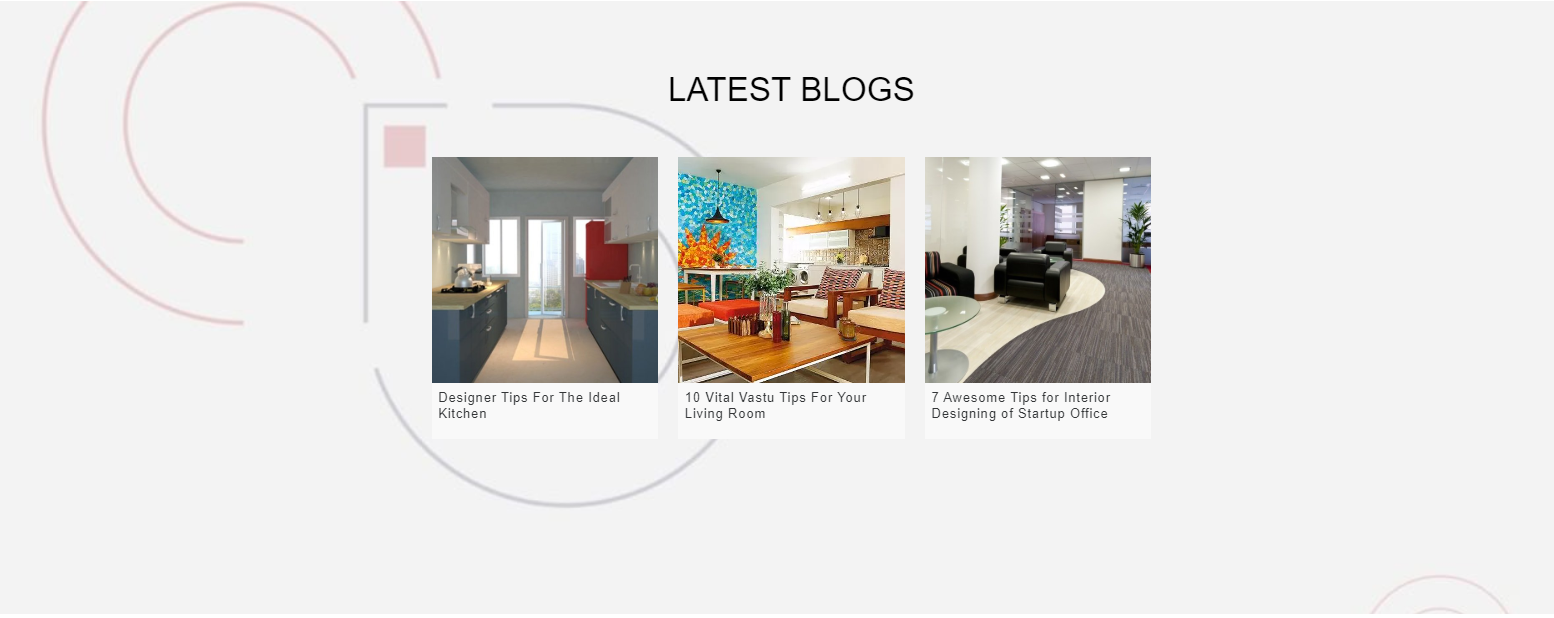 LATEST BLOGS
Designer Tips For The Ideal
Kitchen
10 Vital Vastu Tips For Your
Living Room
7 Awesome Tips for Interior
Designing of Startup Office